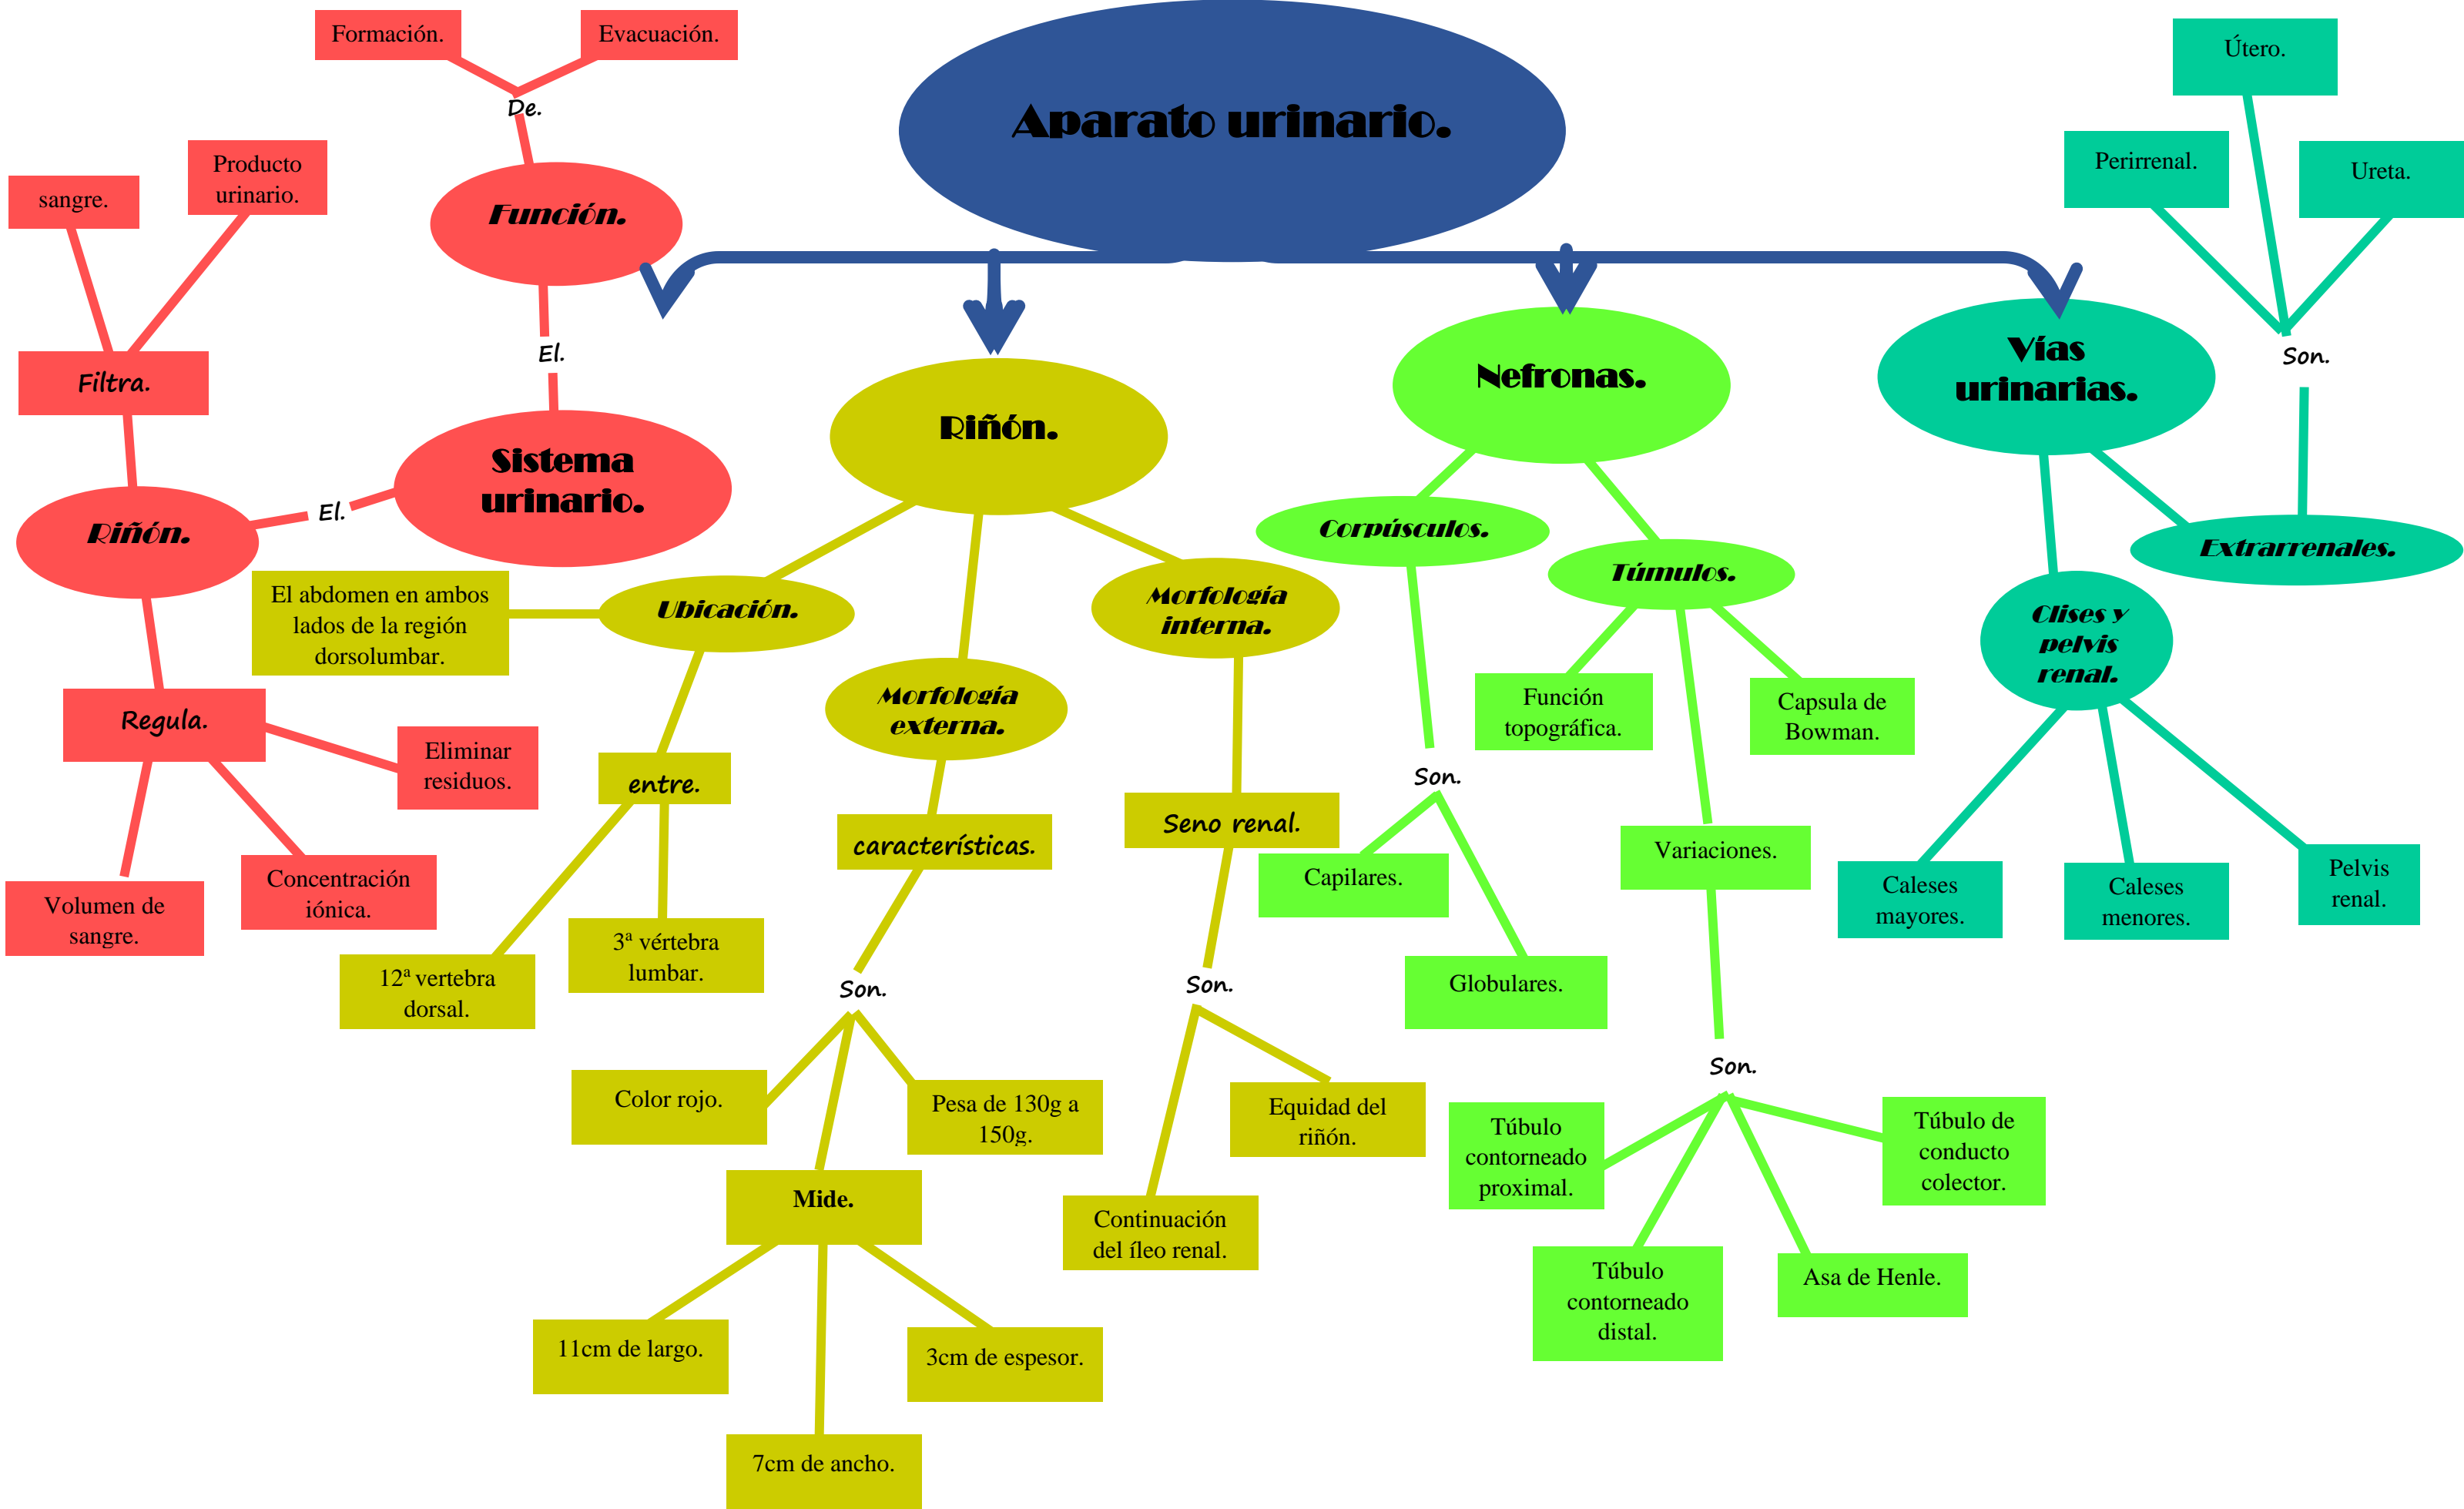 Aparato urinario.
Formación.
Evacuación.
De.
Función.
El.
Sistema
urinario.
El.
Riñón.
Filtra.
sangre.
Producto
urinario.
Regula.
Eliminar
residuos.
Concentración
iónica.
Volumen de
sangre.
Riñón.
Ubicación.
El abdomen en ambos
lados de la región
dorsolumbar.
entre.
12ª vertebra
dorsal.
3ª vértebra
lumbar.
Morfología
externa.
características.
Son.
Color rojo.
Pesa de 130g a
150g.
Mide.
11cm de largo.
7cm de ancho.
3cm de espesor.
Morfología
interna.
Seno renal.
Son.
Continuación
del íleo renal.
Equidad del
riñón.
Nefronas.
Corpúsculos.
Son.
Capilares.
Globulares.
Túmulos.
Función
topográfica.
Capsula de
Bowman.
Variaciones.
Son.
Túbulo
contorneado
proximal.
Túbulo
contorneado
distal.
Asa de Henle.
Túbulo de
conducto
colector.
Vías
urinarias.
Clises y
pelvis
renal.
Caleses
mayores.
Caleses
menores.
Pelvis
renal.
Extrarrenales.
Son.
Perirrenal.
Útero.
Ureta.